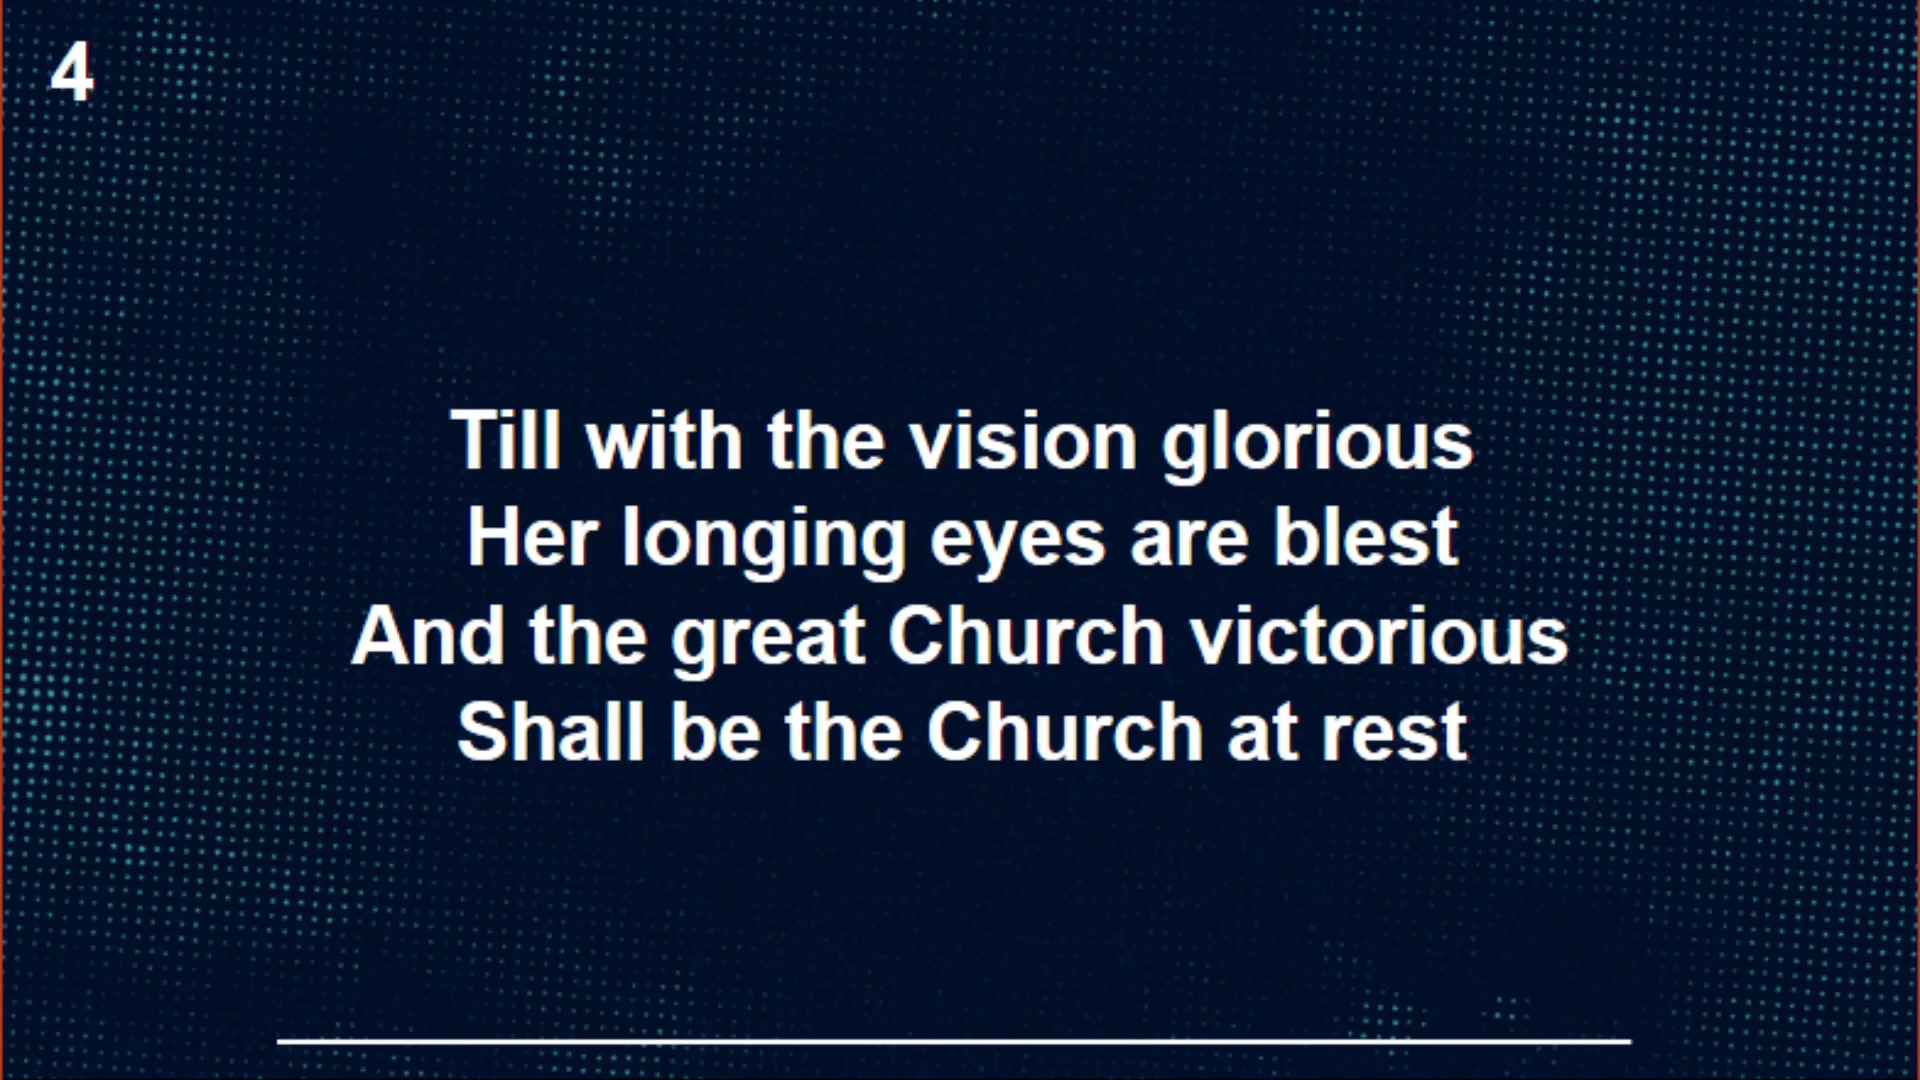 4
Till with the vision glorious
Her longing eyes are blest
And the great Church victorious
Shall be the Church at rest